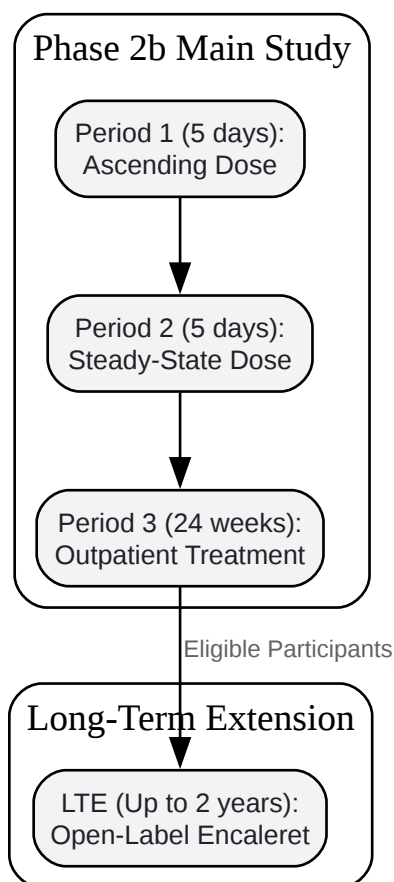 Phase 2b Main Study
Period 1 (5 days):
Ascending Dose
Period 2 (5 days):
Steady-State Dose
Period 3 (24 weeks):
Outpatient Treatment
Eligible Participants
Long-Term Extension
LTE (Up to 2 years):
Open-Label Encaleret